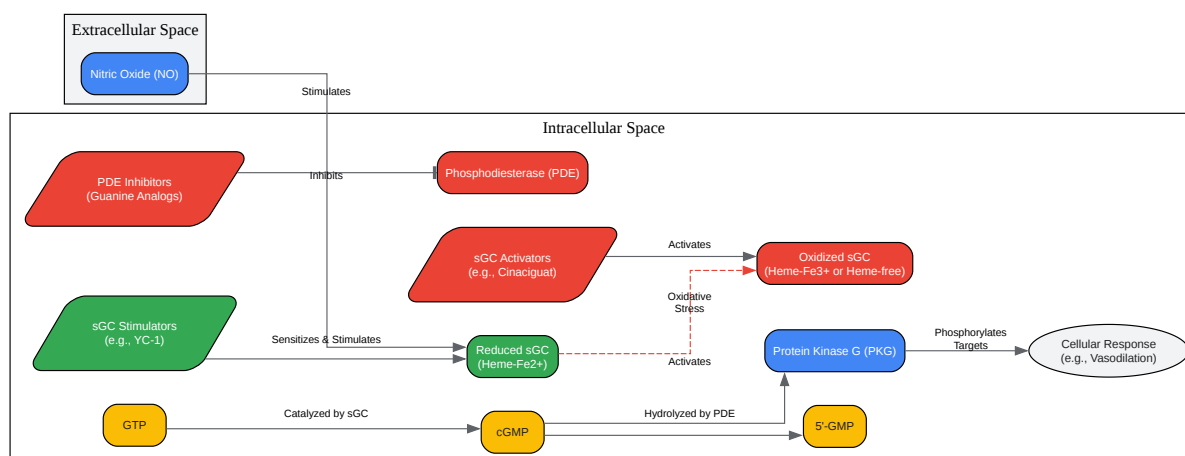 Extracellular Space
Nitric Oxide (NO)
Stimulates
Intracellular Space
PDE Inhibitors
(Guanine Analogs)
Inhibits
Phosphodiesterase (PDE)
sGC Activators
(e.g., Cinaciguat)
Activates
Oxidized sGC
(Heme-Fe3+ or Heme-free)
Oxidative
Stress
sGC Stimulators
(e.g., YC-1)
Sensitizes & Stimulates
Reduced sGC
(Heme-Fe2+)
Activates
Protein Kinase G (PKG)
Phosphorylates
Targets
Cellular Response
(e.g., Vasodilation)
GTP
Catalyzed by sGC
cGMP
Hydrolyzed by PDE
5'-GMP